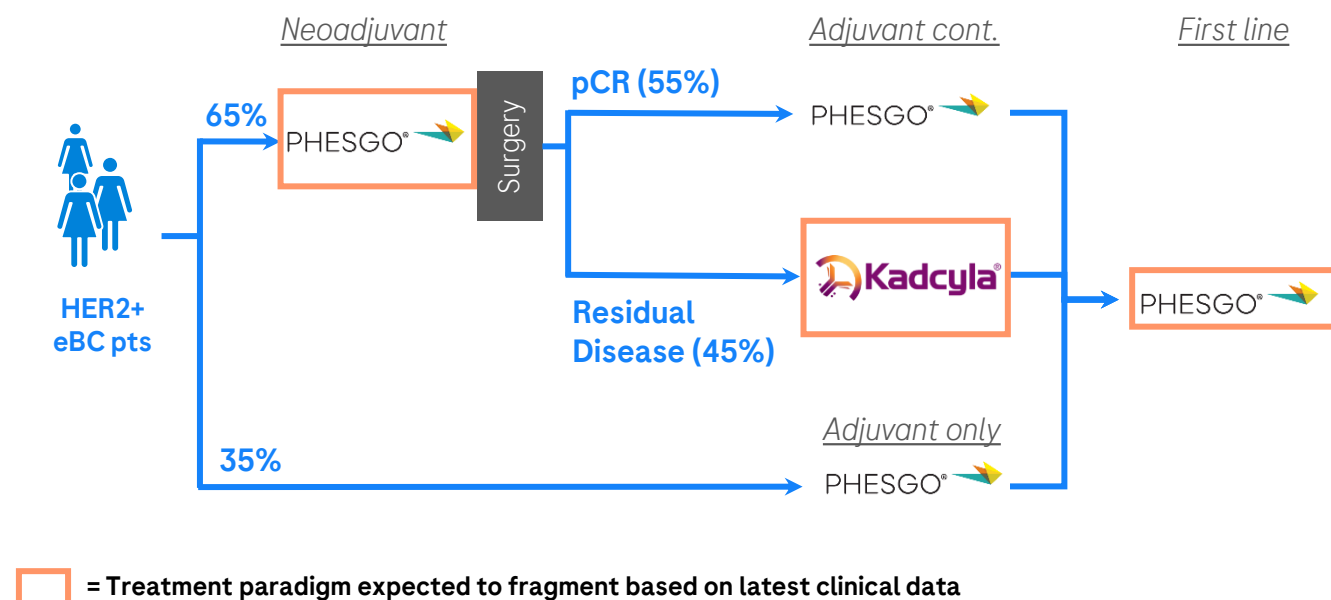 Neoadjuvant
Adjuvant cont.
First line
65%
PHESGO®
Surgery
pCR (55%)
PHESGO®
HER2+
eBC pts
Kadcyla®
Residual
Disease (45%)
PHESGO®
35%
Adjuvant only
PHESGO®
= Treatment paradigm expected to fragment based on latest clinical data